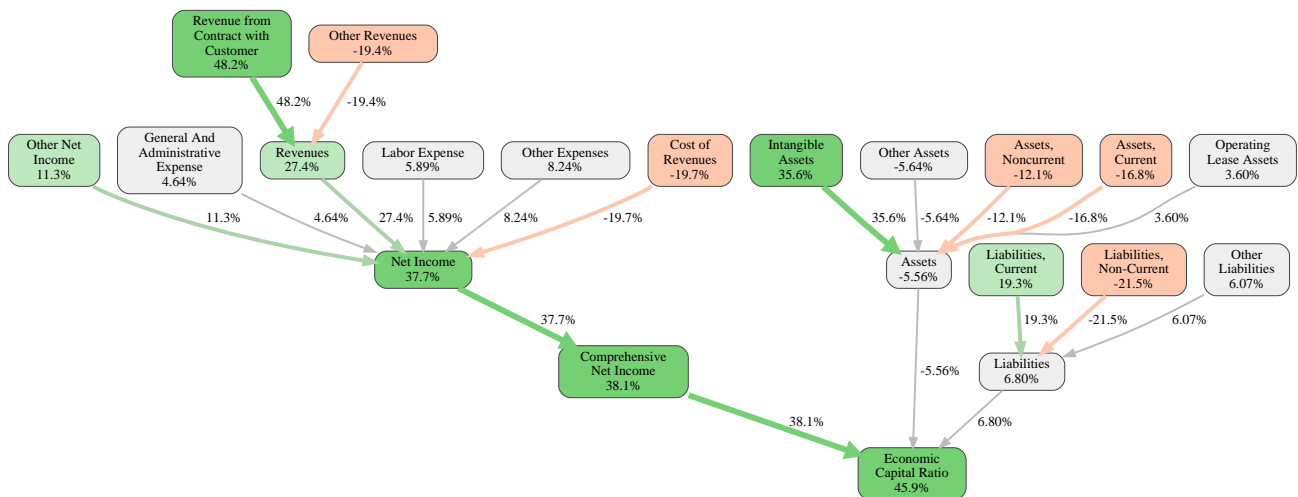 Revenue from
Contract with
Customer
48.2%
Other Revenues
-19.4%
48.2%
-19.4%
Other Net
Income
11.3%
General And
Administrative
Expense
4.64%
Revenues
27.4%
Labor Expense
5.89%
Other Expenses
8.24%
Cost of
Revenues
-19.7%
Intangible
Assets
35.6%
Other Assets
-5.64%
Assets,
Noncurrent
-12.1%
Assets,
Current
-16.8%
Operating
Lease Assets
3.60%
11.3%
4.64%
27.4%
5.89%
8.24%
-19.7%
35.6%
-5.64%
-12.1%
-16.8%
3.60%
Net Income
37.7%
Assets
-5.56%
Liabilities,
Current
19.3%
Liabilities,
Non-Current
-21.5%
Other
Liabilities
6.07%
37.7%
19.3%
-21.5%
6.07%
Comprehensive
Net Income
38.1%
-5.56%
Liabilities
6.80%
38.1%
6.80%
Economic
Capital Ratio
45.9%